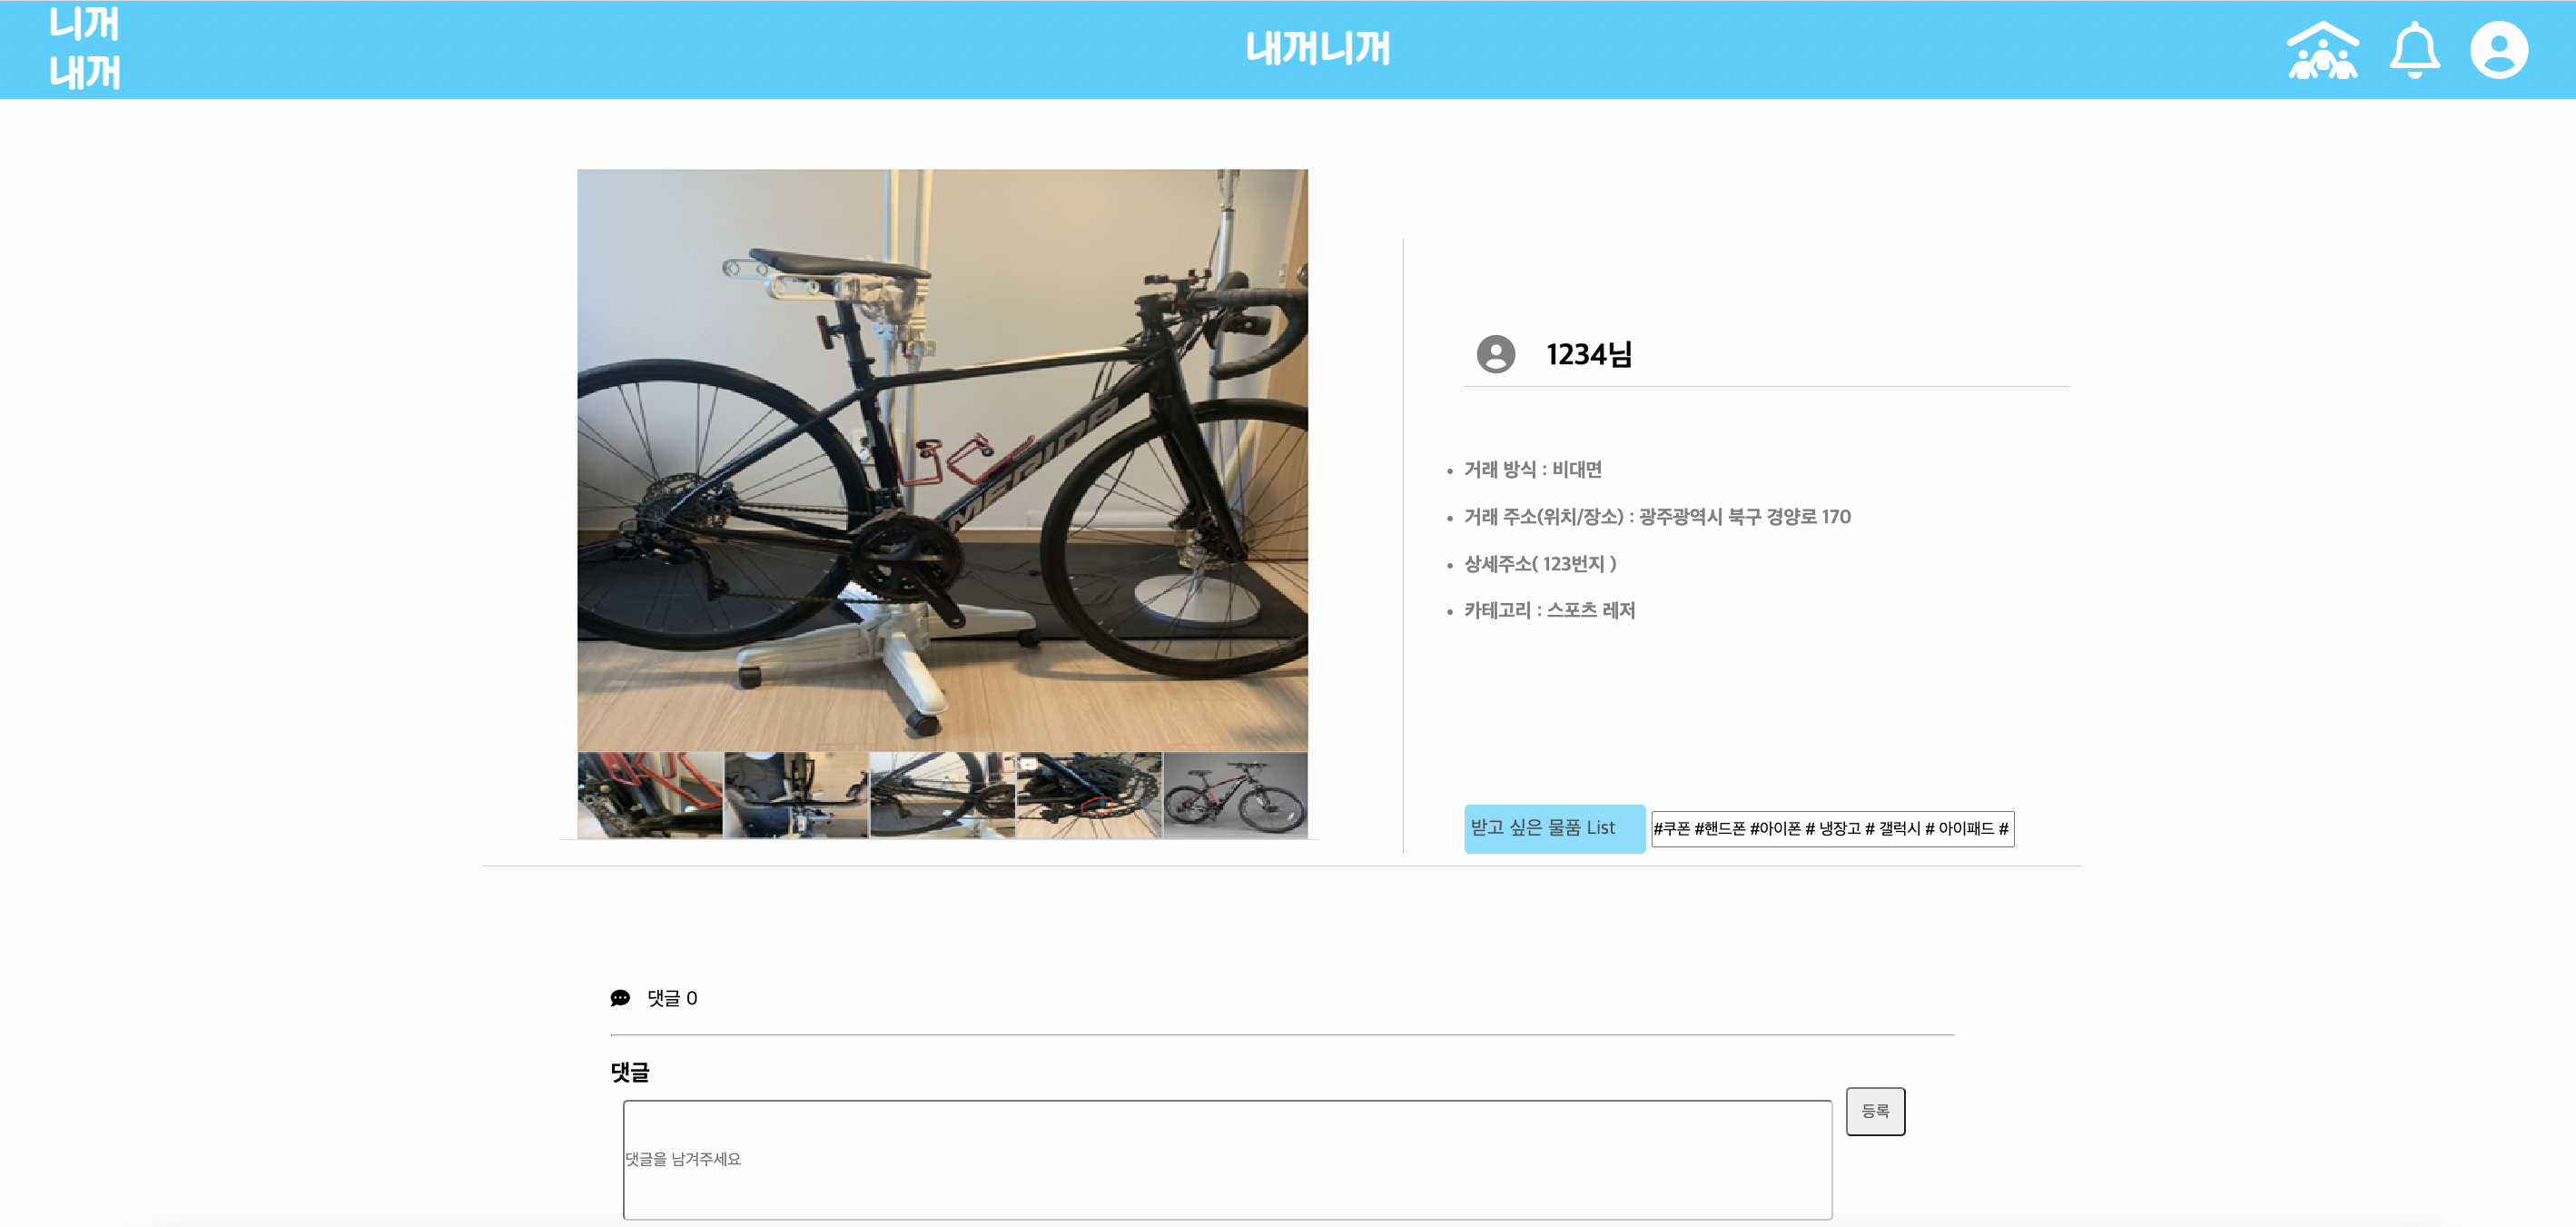 니꺼
내꺼
내꺼니꺼
MERIDA
1234님
거래 방식 : 비대면
거래 주소(위치/장소) : 광주광역시 북구 경양로 170
상세주소( 123번지 )
카테고리 : 스포츠 레저
받고 싶은 물품 List
#쿠폰 #핸드폰 #아이폰 # 냉장고 # 갤럭시 # 아이패드 #
댓글 0
댓글
등록
댓글을 남겨주세요